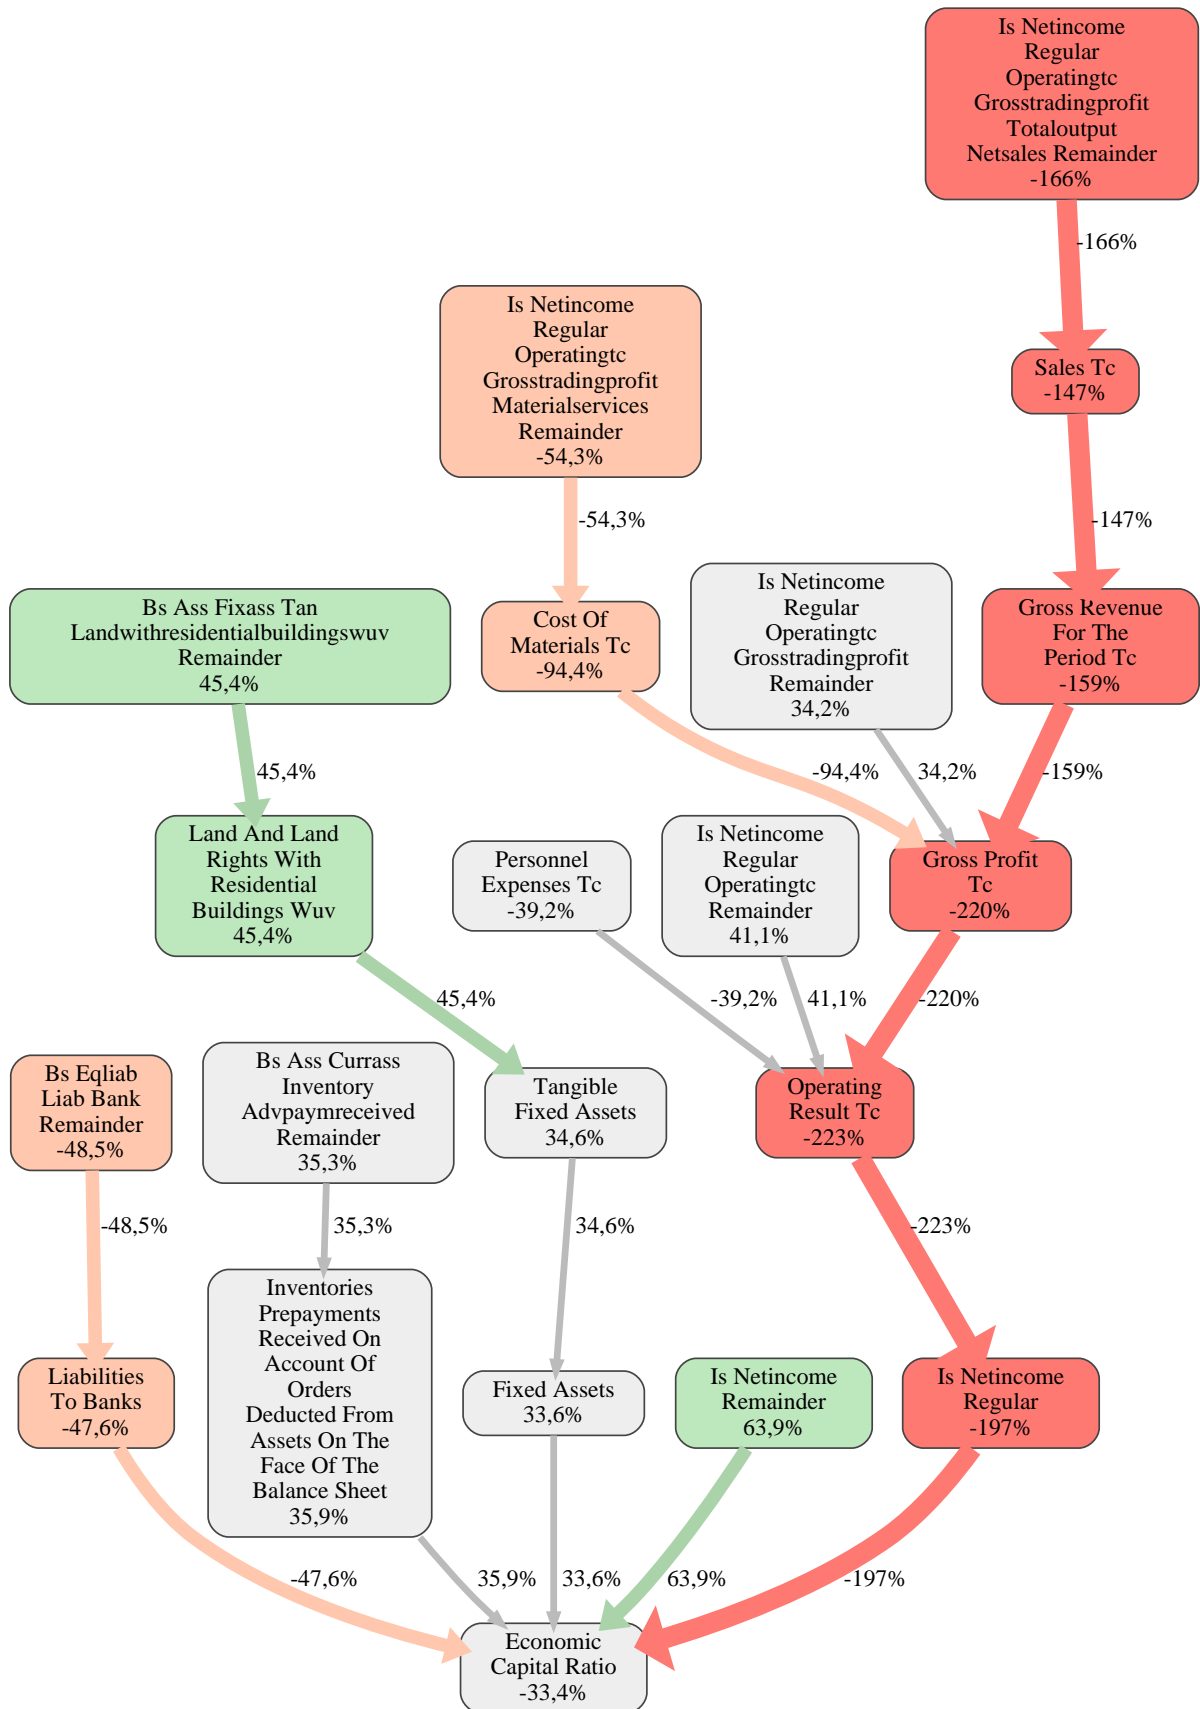 Is Netincome
Regular
Operatingtc
Grosstradingprofit
Totaloutput
Netsales Remainder
-166%
-166%
Is Netincome
Regular
Operatingtc
Grosstradingprofit
Materialservices
Remainder
-54,3%
Sales Tc
-147%
-54,3%
-147%
Bs Ass Fixass Tan
Landwithresidentialbuildingswuv
Remainder
45,4%
Cost Of
Materials Tc
-94,4%
Is Netincome
Regular
Operatingtc
Grosstradingprofit
Remainder
34,2%
Gross Revenue
For The
Period Tc
-159%
45,4%
-94,4%
34,2%
-159%
Land And Land
Rights With
Residential
Buildings Wuv
45,4%
Personnel
Expenses Tc
-39,2%
Is Netincome
Regular
Operatingtc
Remainder
41,1%
Gross Profit
Tc
-220%
45,4%
-39,2%
41,1%
-220%
Bs Eqliab
Liab Bank
Remainder
-48,5%
Bs Ass Currass
Inventory
Advpaymreceived
Remainder
35,3%
Tangible
Fixed Assets
34,6%
Operating
Result Tc
-223%
-48,5%
35,3%
34,6%
-223%
Liabilities
To Banks
-47,6%
Inventories
Prepayments
Received On
Account Of
Orders
Deducted From
Assets On The
Face Of The
Balance Sheet
35,9%
Fixed Assets
33,6%
Is Netincome
Remainder
63,9%
Is Netincome
Regular
-197%
-47,6%
35,9%
33,6%
63,9%
-197%
Economic
Capital Ratio
-33,4%